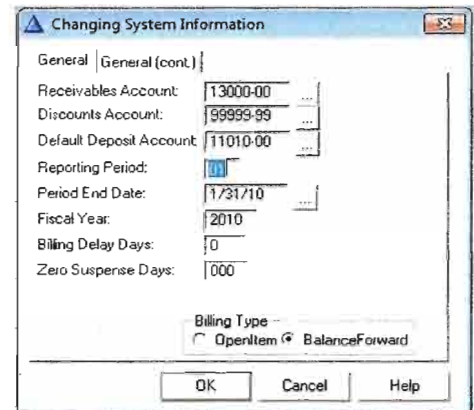 Changing System Information
General General (cont.)
Receivables Account: 13000-00 ...
Discounts Account: 99999-99 ...
Default Deposit Account: 11010-00 ...
Reporting Period: 01
Period End Date: 1/31/10 ...
Fiscal Year: 2010
Billing Delay Days: 0
Zero Suspense Days: 000
Billing Type
OpenItem BalanceForward
OK Cancel Help